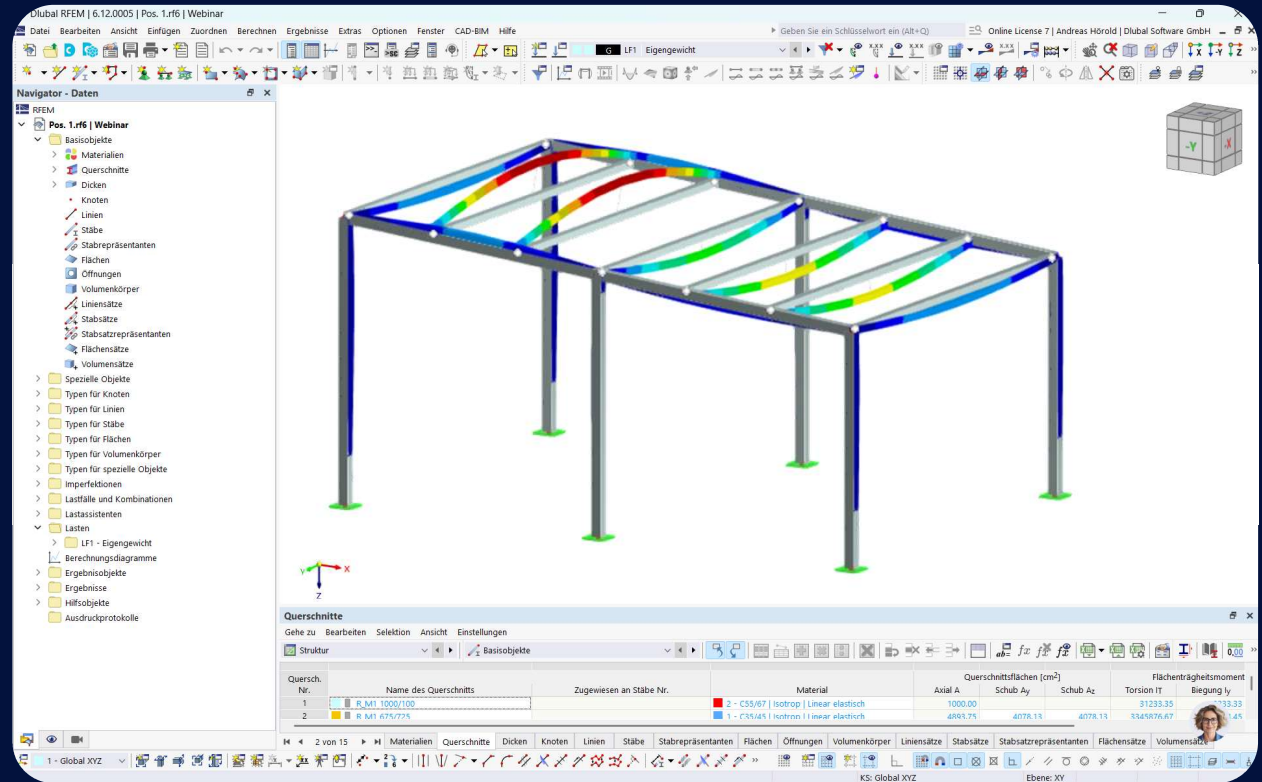 Dlubal RFEM | 6.12.0005 | Pos. 1.rf6 | Webinar
Datei Bearbeiten Ansicht Einfügen Zuordnen Berechnen Ergebnisse Extras Optionen Fenster CAD-BIM Hilfe
Geben Sie ein Schlüsselwort ein (Alt+Q)
Online License 7 | Andreas Hörold | Dlubal Software GmbH
G LF1 Eigengewicht
Navigator - Daten
RFEM
Pos. 1.rf6 | Webinar
Basisobjekte
Materialien
Querschnitte
Dicken
Knoten
Linien
Stäbe
Stabrepräsentanten
Flächen
Öffnungen
Volumenkörper
Liniensätze
Stabsätze
Stabsatzrepräsentanten
Flächensätze
Volumensätze
Spezielle Objekte
Typen für Knoten
Typen für Linien
Typen für Stäbe
Typen für Flächen
Typen für Volumenkörper
Typen für spezielle Objekte
Imperfektionen
Lastfälle und Kombinationen
Lastassistenten
Lasten
LF1 - Eigengewicht
Berechnungsdiagramme
Ergebnisobjekte
Ergebnisse
Hilfsobjekte
Ausdruckprotokolle
-Y
-X
Y
X
Z
Querschnitte
Gehe zu Bearbeiten Selektion Ansicht Einstellungen
Struktur
Basisobjekte
Querschnittsflächen [cm²] Flächenträgheitsmoment
Quersch. Nr. Name des Querschnitts Zugewiesen an Stäbe Nr. Material Axial A Schub Ay Schub Az Torsion IT Biegung Iy
1 R_M1 1000/100 2 - C55/67 | Isotrop | Linear elastisch 1000.00 31233.35
2 R_M1 675/725 1 - C35/45 | Isotrop | Linear elastisch 4893.75 4078.13 4078.13 3345876.67
2 von 15 Materialien Querschnitte Dicken Knoten Linien Stäbe Stabrepräsentanten Flächen Öffnungen Volumenkörper Liniensätze Stabsätze Stabsatzrepräsentanten Flächensätze Volumensätze
1 - Global XYZ
KS: Global XYZ Ebene: XY